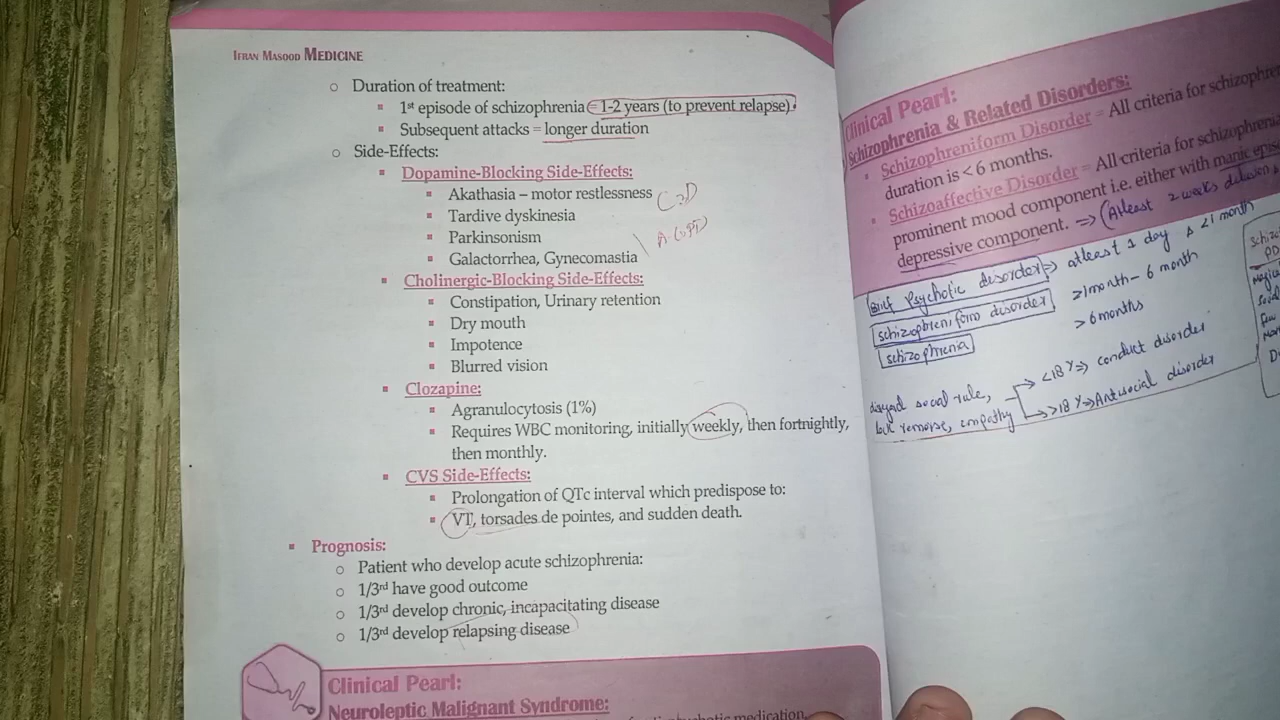 IFRAN MASOOD MEDICINE
○ Duration of treatment:
▪ 1st episode of schizophrenia = 1-2 years (to prevent relapse).
▪ Subsequent attacks = longer duration
○ Side-Effects:
▪ Dopamine-Blocking Side-Effects:
▪ Akathasia – motor restlessness
▪ Tardive dyskinesia
▪ Parkinsonism
▪ Galactorrhea, Gynecomastia
▪ Cholinergic-Blocking Side-Effects:
▪ Constipation, Urinary retention
▪ Dry mouth
▪ Impotence
▪ Blurred vision
▪ Clozapine:
▪ Agranulocytosis (1%)
▪ Requires WBC monitoring, initially weekly, then fortnightly,
then monthly.
▪ CVS Side-Effects:
▪ Prolongation of QTc interval which predispose to:
▪ VT, torsades de pointes, and sudden death.
▪ Prognosis:
○ Patient who develop acute schizophrenia:
○ 1/3rd have good outcome
○ 1/3rd develop chronic, incapacitating disease
○ 1/3rd develop relapsing disease
Clinical Pearl:
Neuroleptic Malignant Syndrome:
medication
Clinical Pearl:
Schizophrenia & Related Disorders:
▪ Schizophreniform Disorder = All criteria for schizophre
duration is < 6 months.
▪ Schizoaffective Disorder = All criteria for schizophreni
prominent mood component i.e. either with manic epis
depressive component. ⇒ (Atleast 2 weeks delusion
Brief Psychotic disorder ⇒ atleast 1 day & <1 month
schizophreniform disorder ≥1month – 6 month
schizophrenia >6months
disregard social rule,
lack remorse, empathy
→ <18 Y ⇒ conduct disorder
→ >18 Y ⇒ Antisocial disorder